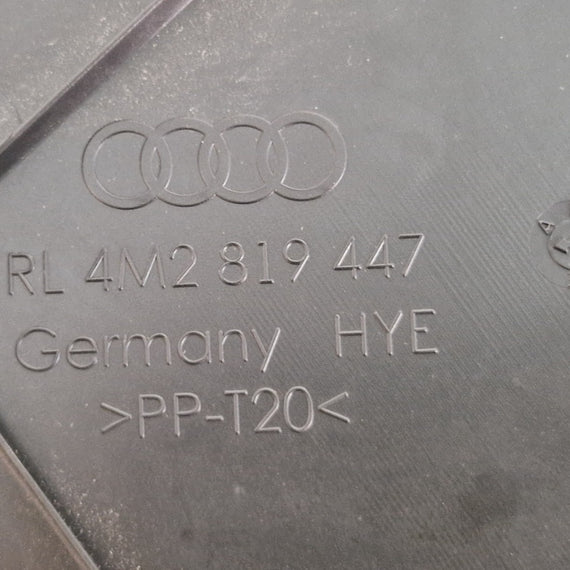 RL 4M2 819 447
Germany HYE
>PP-T20<
A